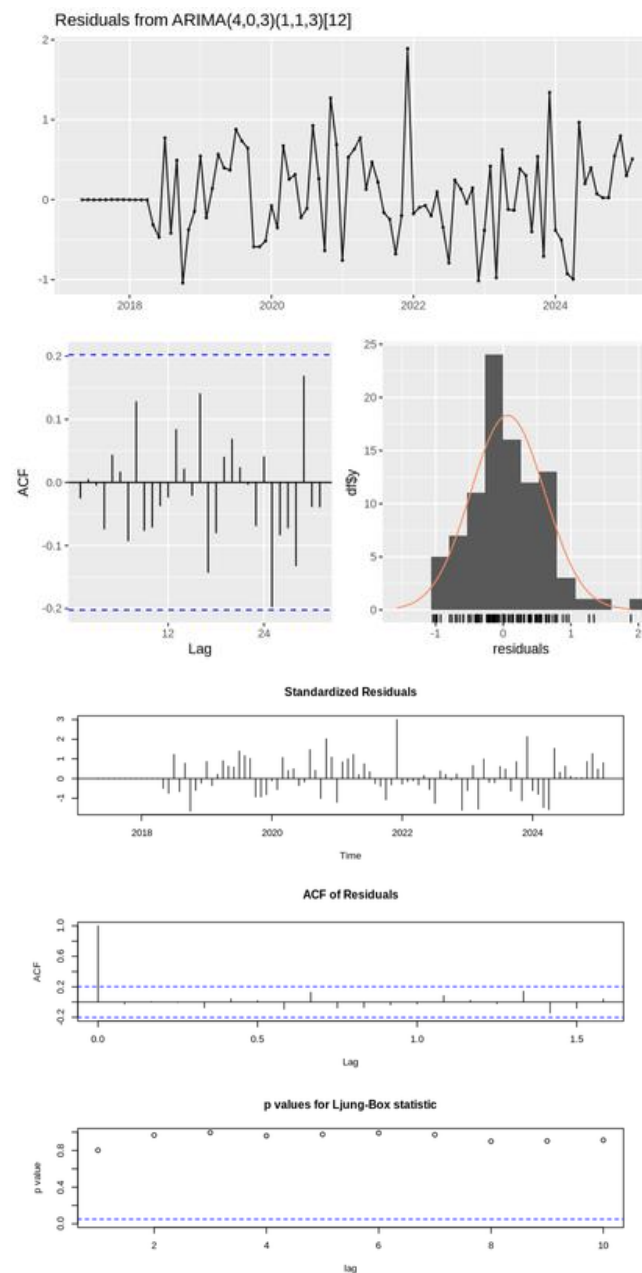 Residuals from ARIMA(4,0,3)(1,1,3)[12]
2
1
0
-1
2018 2020 2022 2024
0.2
0.1
0.0
-0.1
-0.2
ACF
12 24
Lag
25
20
15
10
5
0
df$y
-1 0 1 2
residuals
Standardized Residuals
3
2
1
0
-1
2018 2020 2022 2024
Time
ACF of Residuals
1.0
0.6
0.2
-0.2
ACF
0.0 0.5 1.0 1.5
Lag
p values for Ljung-Box statistic
0.8
0.4
0.0
p value
2 4 6 8 10
lag